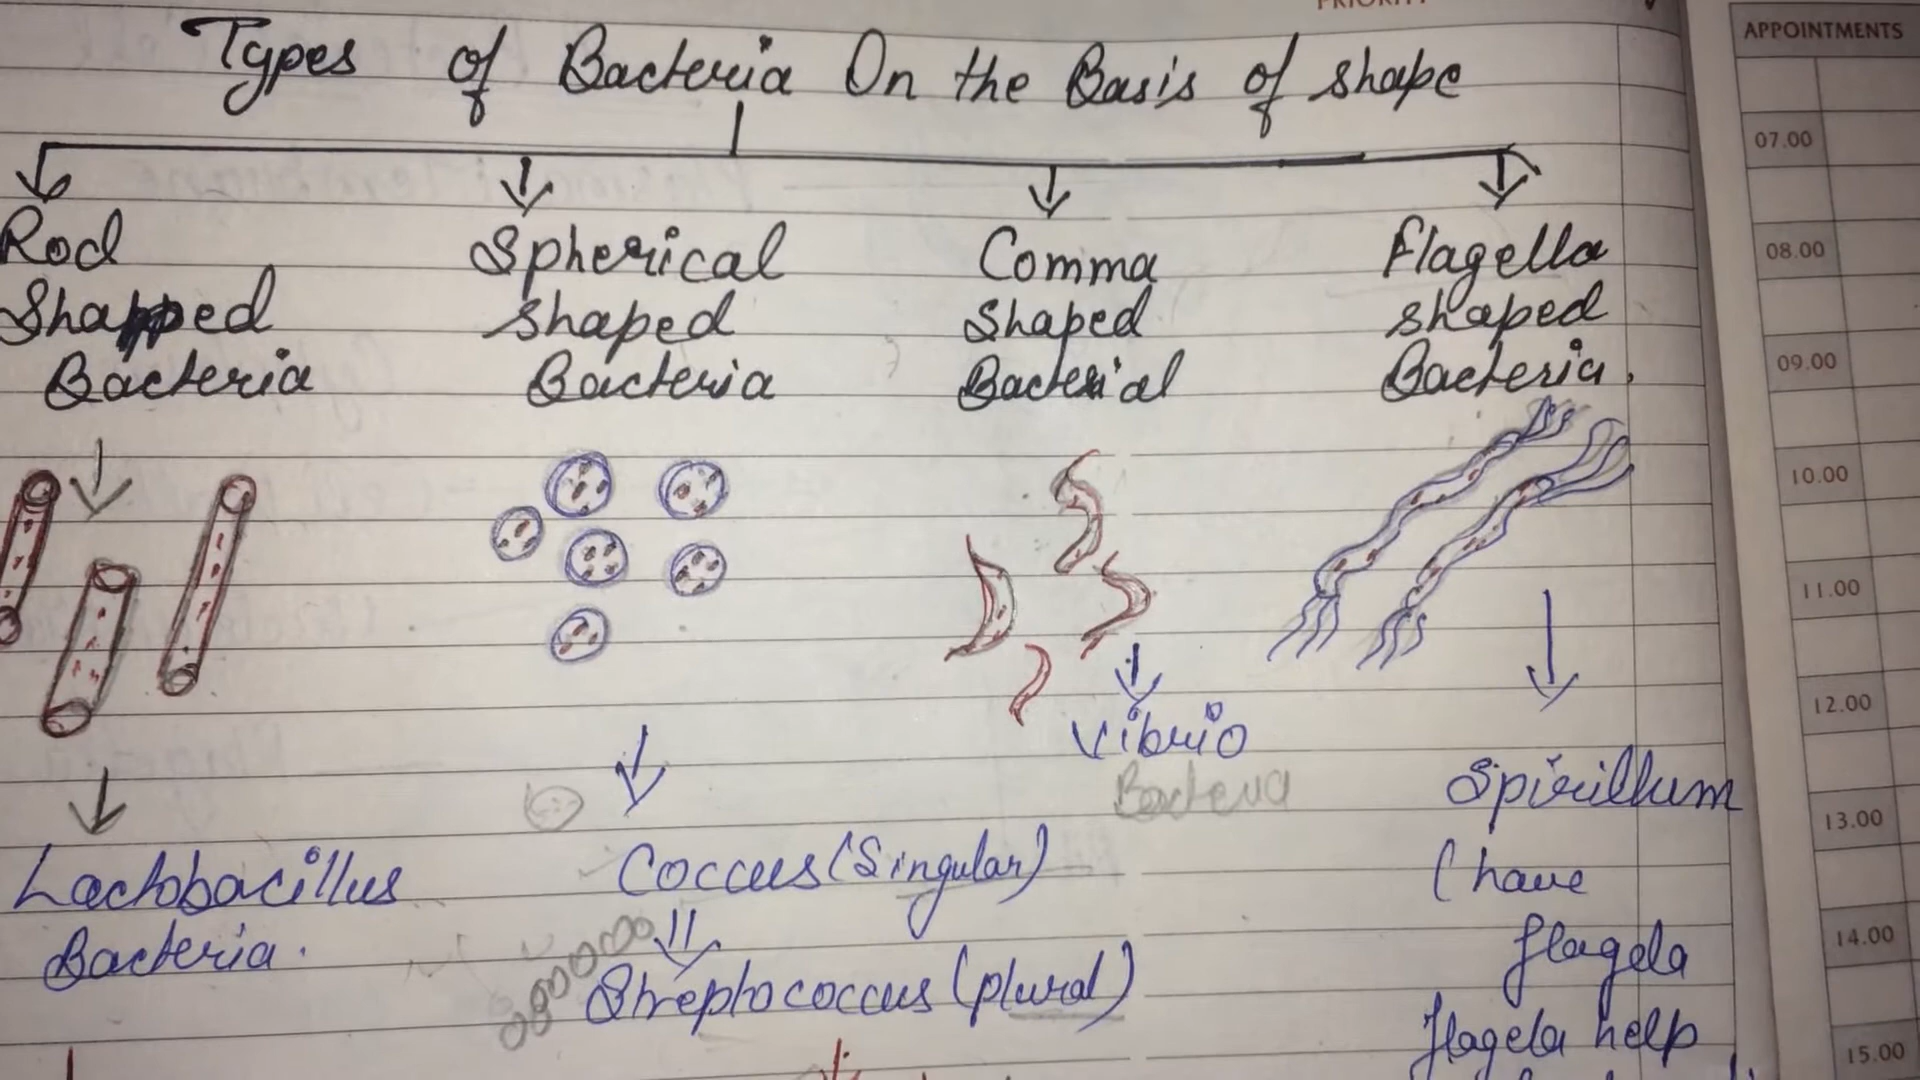 PRIORITY
Types of Bacteria On the Basis of shape
Rod
Shapped
Bacteria
Spherical
shaped
Bacteria
Comma
Shaped
Bacterial
Flagella
shaped
Bacteria.
Lactobacillus
Bacteria.
Coccus (Singular)
Streptococcus (plural)
Vibrio
Bacteria
Spirillum
(have
flagela
flagela help
APPOINTMENTS
07.00
08.00
09.00
10.00
11.00
12.00
13.00
14.00
15.00